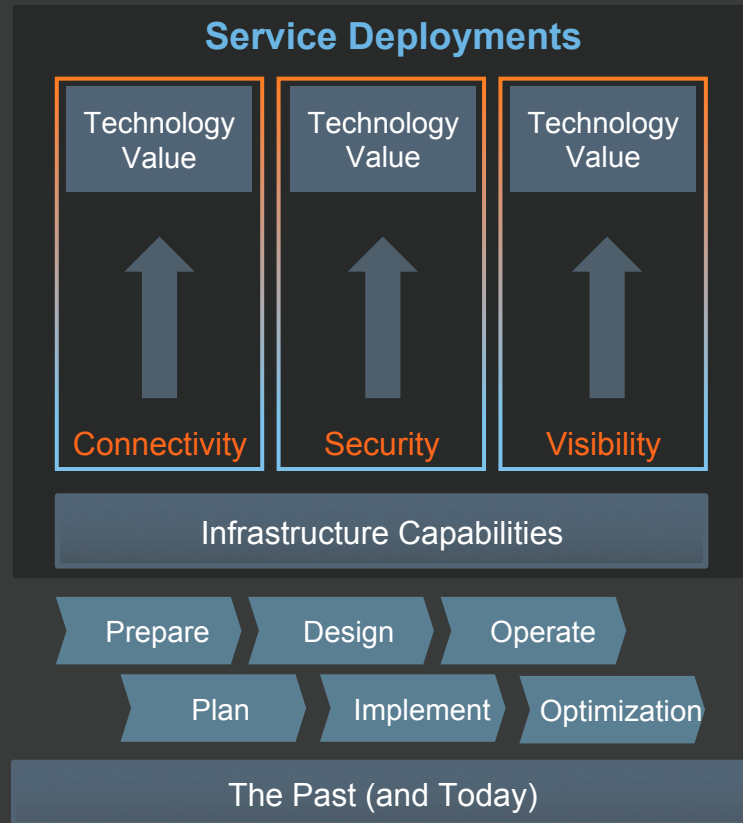 Service Deployments
Technology
Value
Technology
Value
Technology
Value
Connectivity
Security
Visibility
Infrastructure Capabilities
Prepare
Design
Operate
Plan
Implement
Optimization
The Past (and Today)